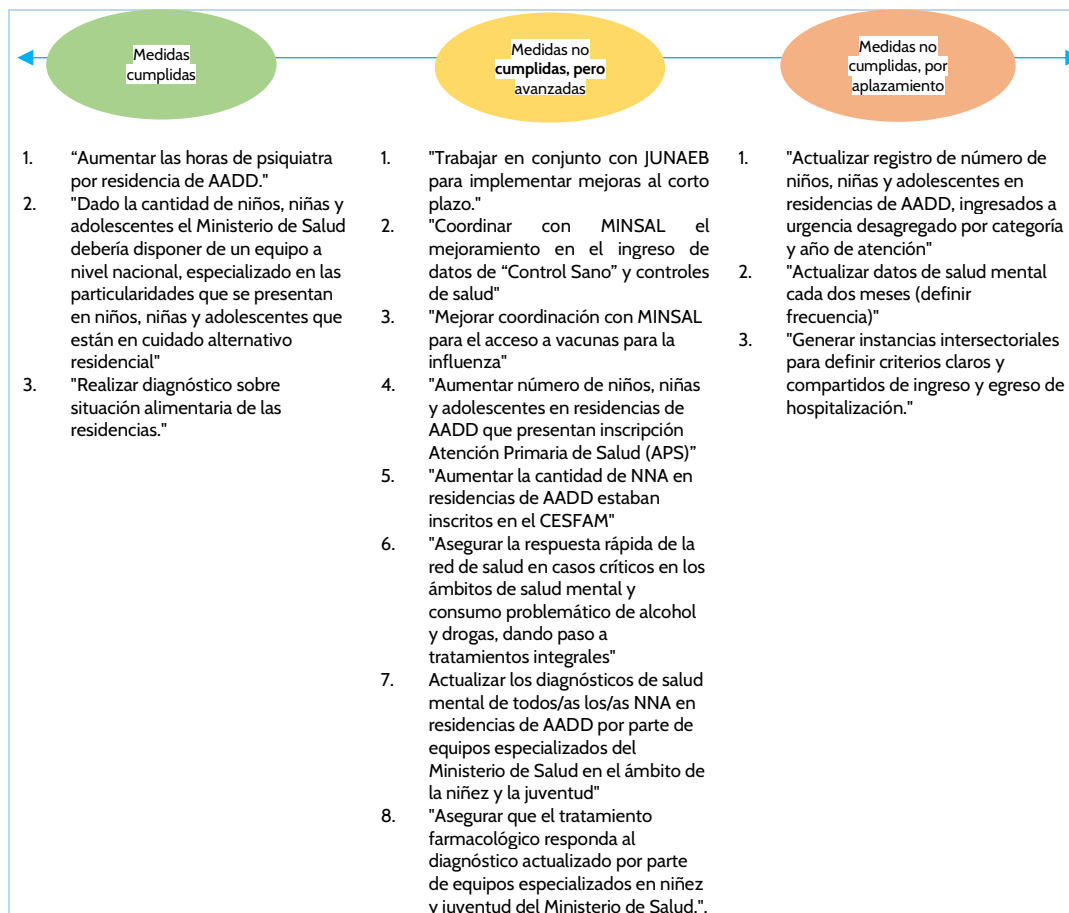 Medidas
cumplidas
Medidas no
cumplidas, pero
avanzadas
Medidas no
cumplidas, por
aplazamiento
1. “Aumentar las horas de psiquiatra
por residencia de AADD."
2. "Dado la cantidad de niños, niñas y
adolescentes el Ministerio de Salud
debería disponer de un equipo a
nivel nacional, especializado en las
particularidades que se presentan
en niños, niñas y adolescentes que
están en cuidado alternativo
residencial"
3. "Realizar diagnóstico sobre
situación alimentaria de las
residencias."
1. "Trabajar en conjunto con JUNAEB
para implementar mejoras al corto
plazo."
2. "Coordinar con MINSAL el
mejoramiento en el ingreso de
datos de “Control Sano” y controles
de salud"
3. "Mejorar coordinación con MINSAL
para el acceso a vacunas para la
influenza"
4. "Aumentar número de niños, niñas
y adolescentes en residencias de
AADD que presentan inscripción
Atención Primaria de Salud (APS)”
5. "Aumentar la cantidad de NNA en
residencias de AADD estaban
inscritos en el CESFAM"
6. "Asegurar la respuesta rápida de la
red de salud en casos críticos en los
ámbitos de salud mental y
consumo problemático de alcohol
y drogas, dando paso a
tratamientos integrales"
7. Actualizar los diagnósticos de salud
mental de todos/as los/as NNA en
residencias de AADD por parte de
equipos especializados del
Ministerio de Salud en el ámbito de
la niñez y la juventud"
8. "Asegurar que el tratamiento
farmacológico responda al
diagnóstico actualizado por parte
de equipos especializados en niñez
y juventud del Ministerio de Salud.".
1. "Actualizar registro de número de
niños, niñas y adolescentes en
residencias de AADD, ingresados a
urgencia desagregado por categoría
y año de atención"
2. "Actualizar datos de salud mental
cada dos meses (definir
frecuencia)"
3. "Generar instancias intersectoriales
para definir criterios claros y
compartidos de ingreso y egreso de
hospitalización."